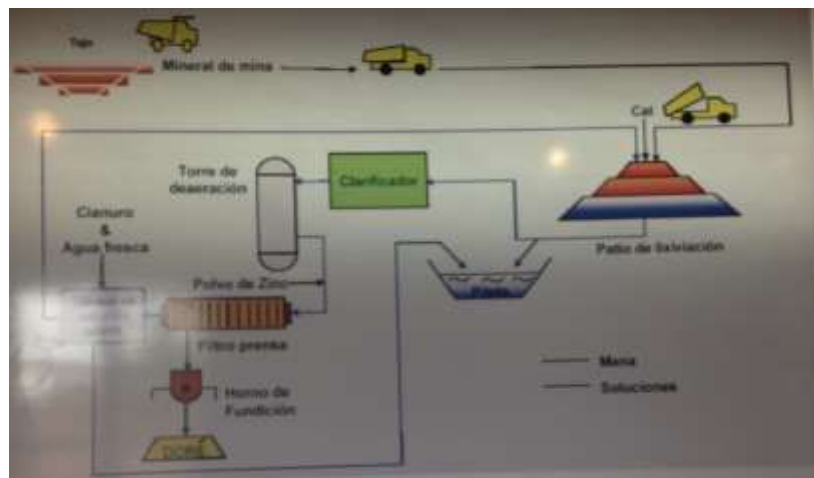 Tajo
Mineral de mina
Cal
Torre de
deaeración
Clarificador
Cianuro
&
Agua fresca
Patio de lixiviación
Polvo de Zinc
Filtro prensa
Mena
Soluciones
Horno de
Fundición
DORE